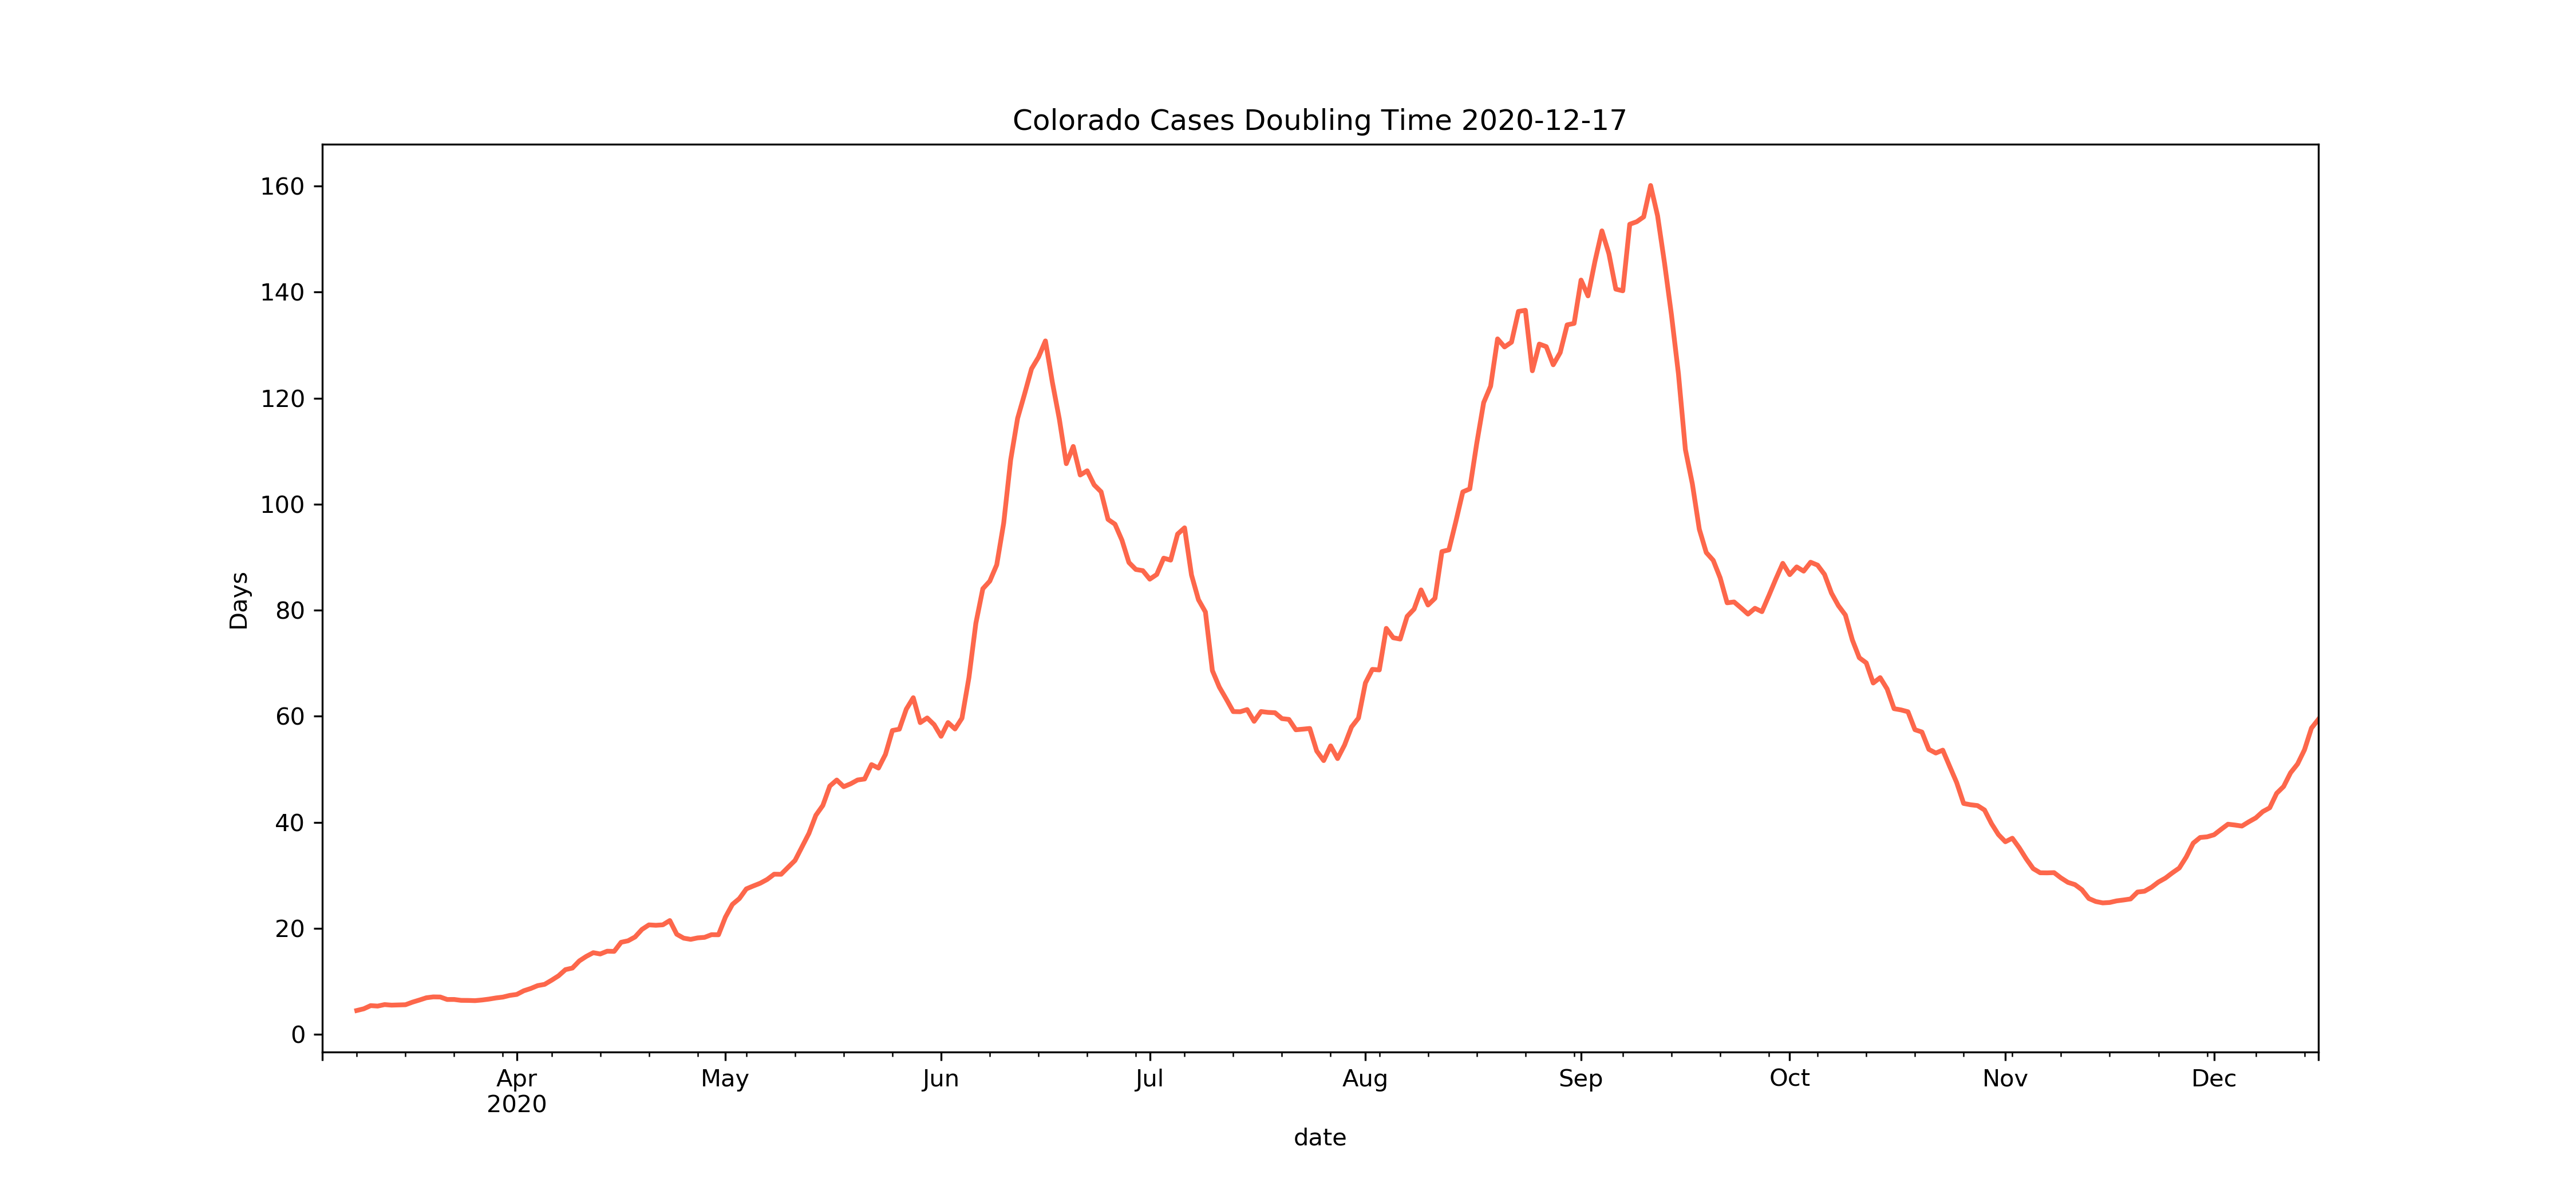 Colorado Cases Doubling Time 2020-12-17
160
140
120
100
80
60
40
20
0
Days
Apr
2020
May
Jun
Jul
Aug
Sep
Oct
Nov
Dec
date